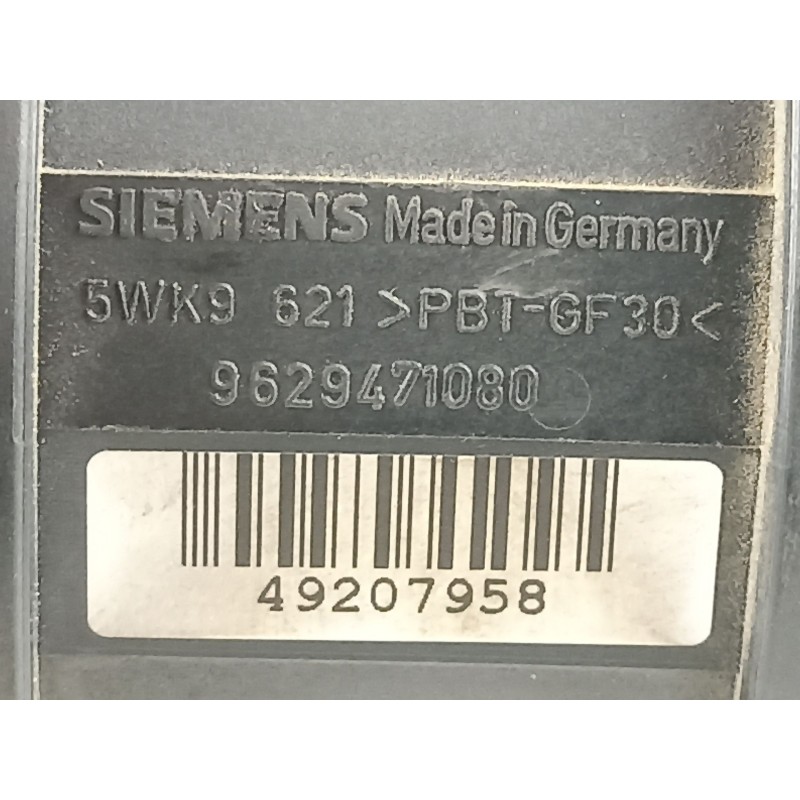 SIEMENS Made in Germany
5WK9 621 >PBT-GF30<
9629471080
49207958